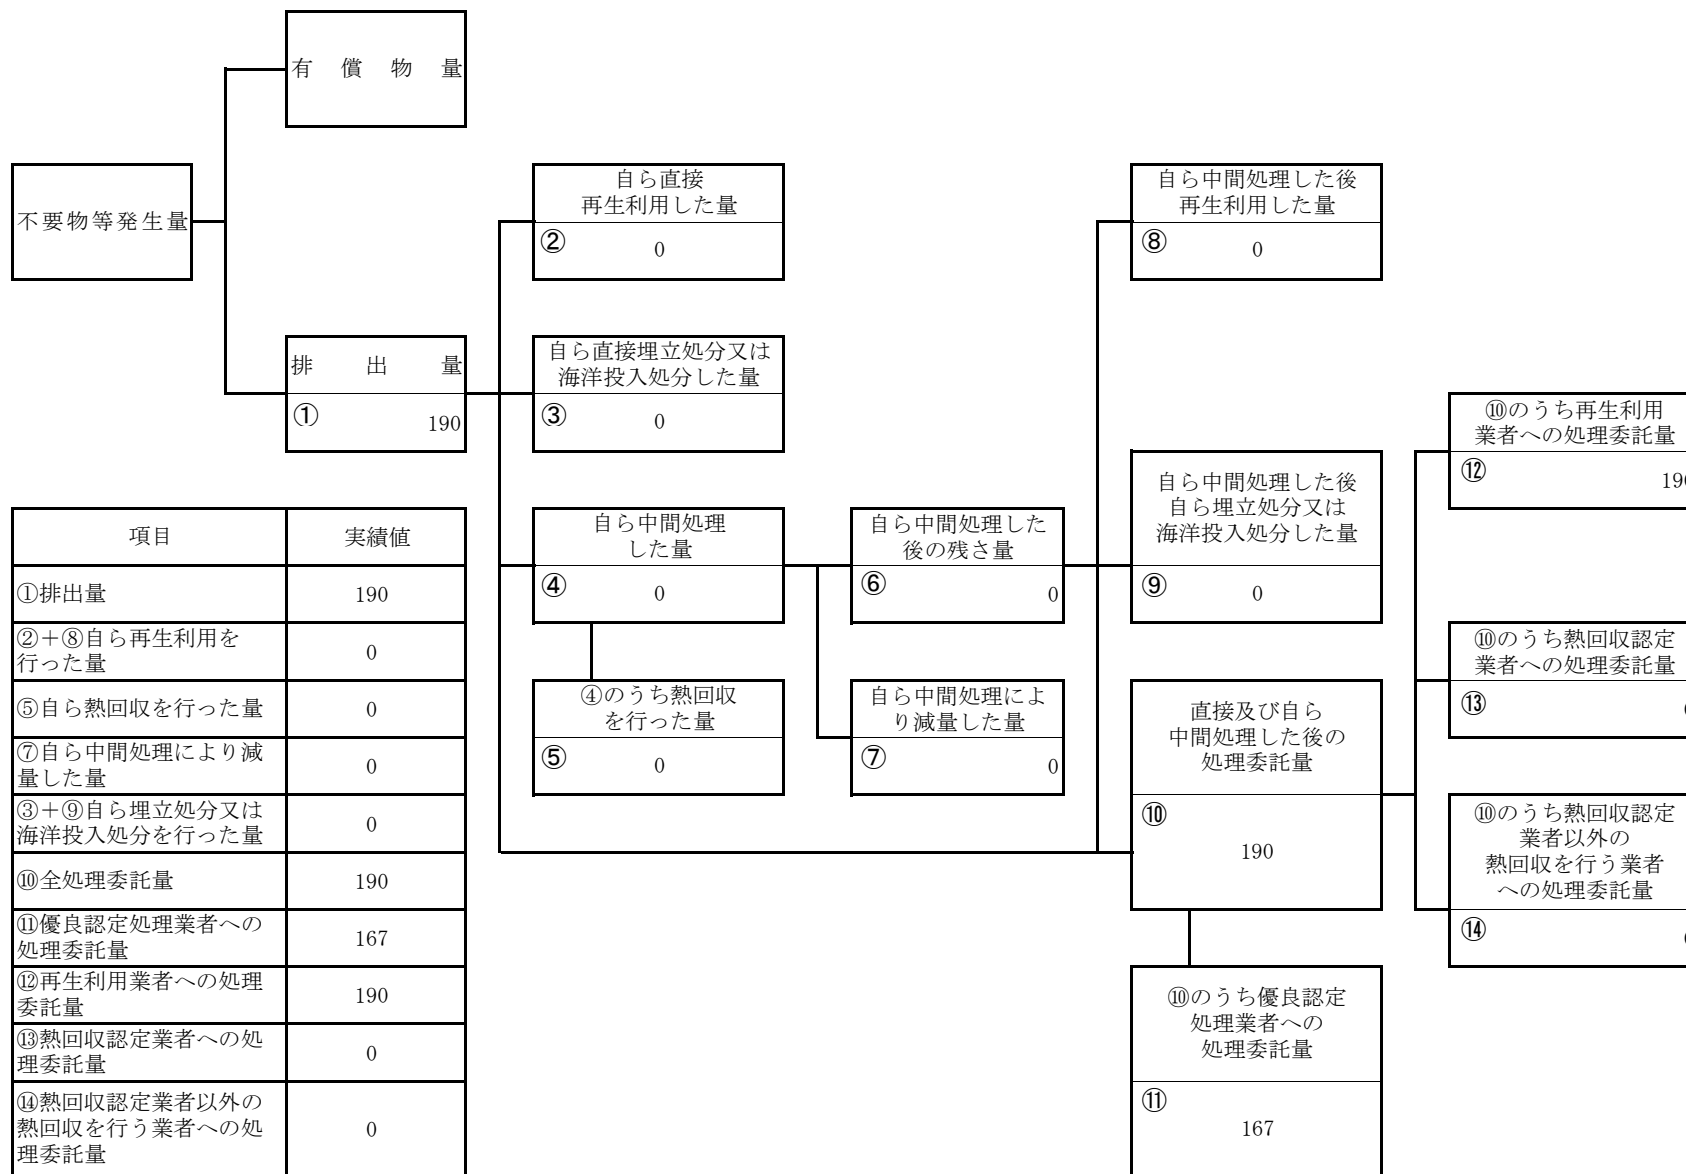 有償物量
不要物等発生量
排出量
①
190
自ら直接
再生利用した量
②
0
自ら直接埋立処分又は
海洋投入処分した量
③
0
自ら中間処理
した量
④
0
④のうち熱回収
を行った量
⑤
0
自ら中間処理した
後の残さ量
⑥
0
自ら中間処理によ
り減量した量
⑦
0
自ら中間処理した後
再生利用した量
⑧
0
自ら中間処理した後
自ら埋立処分又は
海洋投入処分した量
⑨
0
直接及び自ら
中間処理した後の
処理委託量
⑩
190
⑩のうち優良認定
処理業者への
処理委託量
⑪
167
⑩のうち再生利用
業者への処理委託量
⑫
⑩のうち熱回収認定
業者への処理委託量
⑬
⑩のうち熱回収認定
業者以外の
熱回収を行う業者
への処理委託量
⑭
項目 実績値
①排出量 190
②+⑧自ら再生利用を
行った量 0
⑤自ら熱回収を行った量 0
⑦自ら中間処理により減
量した量 0
③+⑨自ら埋立処分又は
海洋投入処分を行った量 0
⑩全処理委託量 190
⑪優良認定処理業者への
処理委託量 167
⑫再生利用業者への処理
委託量 190
⑬熱回収認定業者への処
理委託量 0
⑭熱回収認定業者以外の
熱回収を行う業者への処
理委託量 0